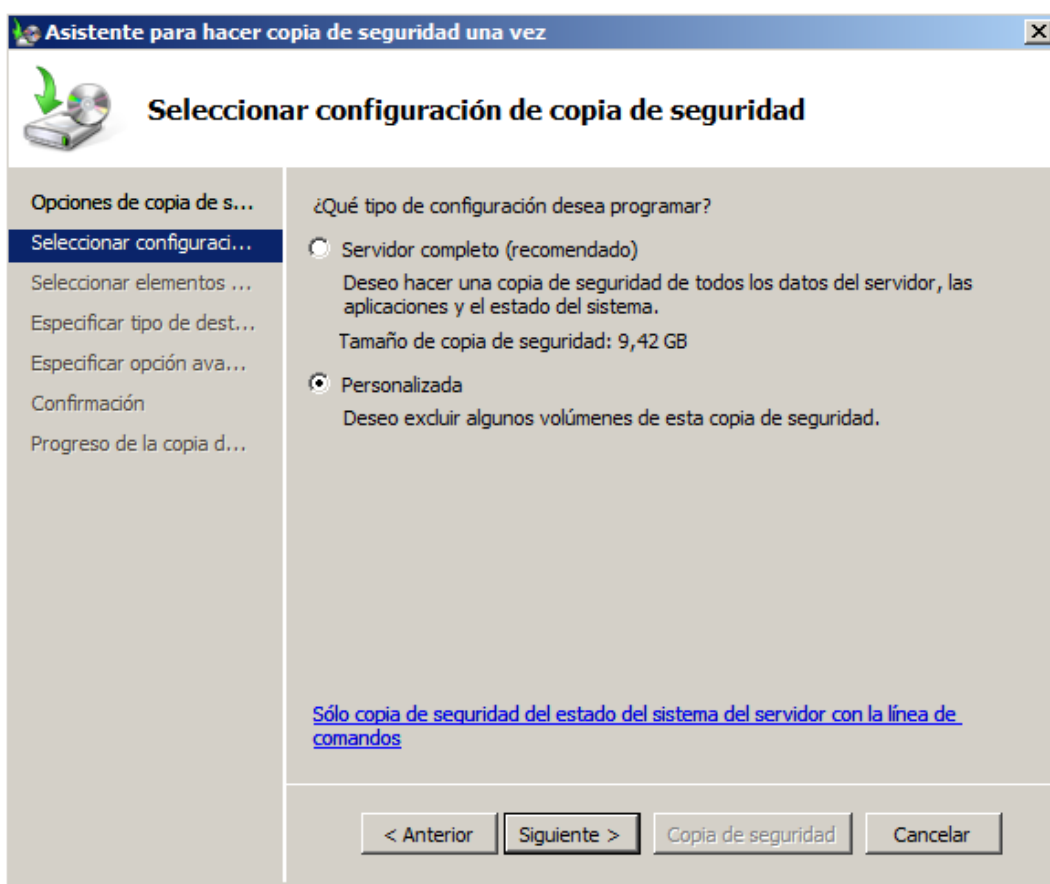 Asistente para hacer copia de seguridad una vez
Seleccionar configuración de copia de seguridad
Opciones de copia de s...
Seleccionar configuraci...
Seleccionar elementos ...
Especificar tipo de dest...
Especificar opción ava...
Confirmación
Progreso de la copia d...
¿Qué tipo de configuración desea programar?
Servidor completo (recomendado)
Deseo hacer una copia de seguridad de todos los datos del servidor, las
aplicaciones y el estado del sistema.
Tamaño de copia de seguridad: 9,42 GB
Personalizada
Deseo excluir algunos volúmenes de esta copia de seguridad.
Sólo copia de seguridad del estado del sistema del servidor con la línea de
comandos
< Anterior
Siguiente >
Copia de seguridad
Cancelar